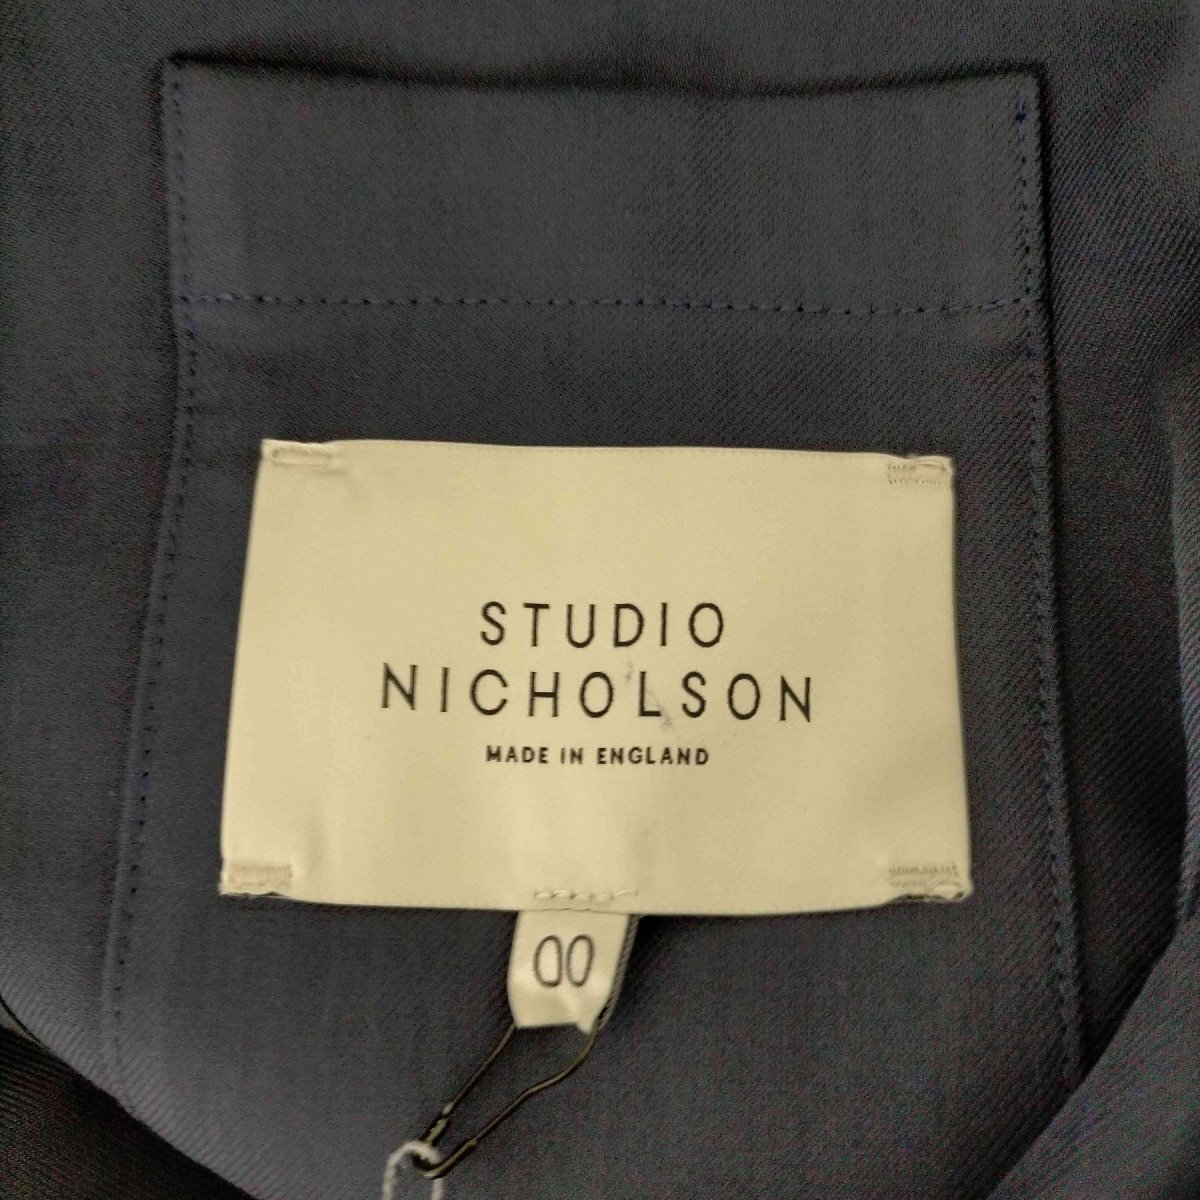 STUDIO
NICHOLSON
MADE IN ENGLAND
00